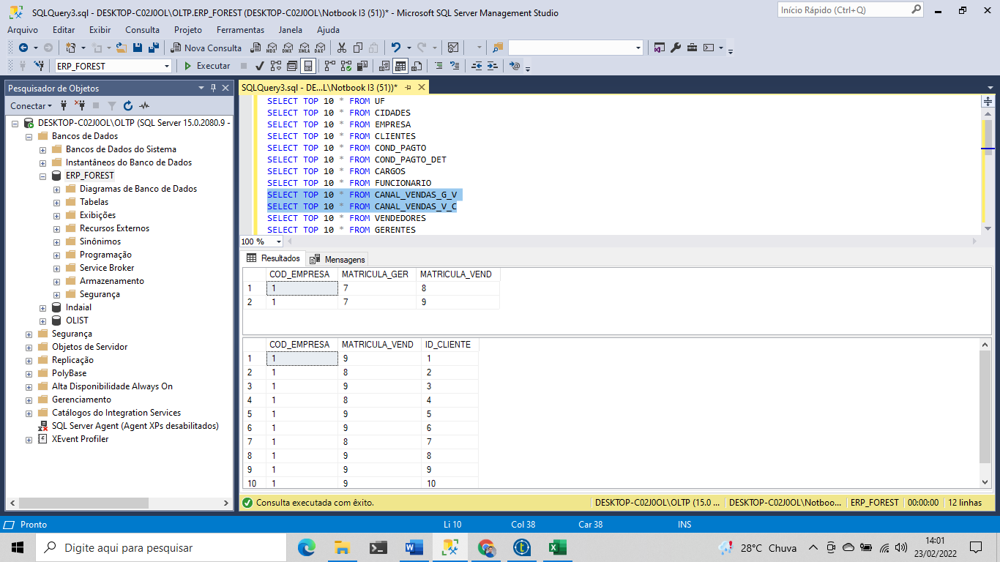 SQLQuery3.sql - DESKTOP-C02J0OL\OLTP.ERP_FOREST (DESKTOP-C02J0OL\Notbook I3 (51))* - Microsoft SQL Server Management Studio
Início Rápido (Ctrl+Q)
Arquivo Editar Exibir Consulta Projeto Ferramentas Janela Ajuda
Nova Consulta MDX DMX XMLA DAX
ERP_FOREST Executar
Pesquisador de Objetos
Conectar
DESKTOP-C02J0OL\OLTP (SQL Server 15.0.2080.9 -
Bancos de Dados
Bancos de Dados do Sistema
Instantâneos do Banco de Dados
ERP_FOREST
Diagramas de Banco de Dados
Tabelas
Exibições
Recursos Externos
Sinônimos
Programação
Service Broker
Armazenamento
Segurança
Indaial
OLIST
Segurança
Objetos de Servidor
Replicação
PolyBase
Alta Disponibilidade Always On
Gerenciamento
Catálogos do Integration Services
SQL Server Agent (Agent XPs desabilitados)
XEvent Profiler
SQLQuery3.sql - DE...L\Notbook I3 (51))*
SELECT TOP 10 * FROM UF
SELECT TOP 10 * FROM CIDADES
SELECT TOP 10 * FROM EMPRESA
SELECT TOP 10 * FROM CLIENTES
SELECT TOP 10 * FROM COND_PAGTO
SELECT TOP 10 * FROM COND_PAGTO_DET
SELECT TOP 10 * FROM CARGOS
SELECT TOP 10 * FROM FUNCIONARIO
SELECT TOP 10 * FROM CANAL_VENDAS_G_V
SELECT TOP 10 * FROM CANAL_VENDAS_V_C
SELECT TOP 10 * FROM VENDEDORES
SELECT TOP 10 * FROM GERENTES
100 %
Resultados Mensagens
COD_EMPRESA MATRICULA_GER MATRICULA_VEND
1 1 7 8
2 1 7 9
COD_EMPRESA MATRICULA_VEND ID_CLIENTE
1 1 9 1
2 1 8 2
3 1 9 3
4 1 8 4
5 1 9 5
6 1 9 6
7 1 8 7
8 1 9 8
9 1 9 9
10 1 9 10
Consulta executada com êxito. DESKTOP-C02J0OL\OLTP (15.0 ... DESKTOP-C02J0OL\Notboo... ERP_FOREST 00:00:00 12 linhas
Pronto Li 10 Col 38 Car 38 INS
Digite aqui para pesquisar
28°C Chuva
14:01
23/02/2022